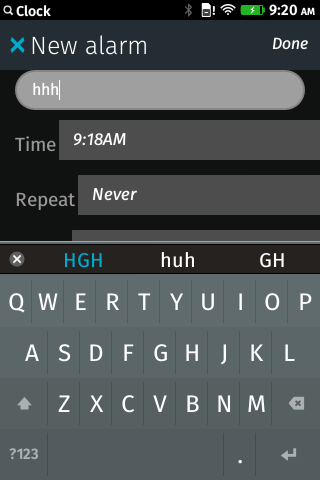 Clock 9:20 AM
New alarm Done
hhh
Time 9:18AM
Repeat Never
HGH huh GH
Q W E R T Y U I O P
A S D F G H J K L
Z X C V B N M
?123 .